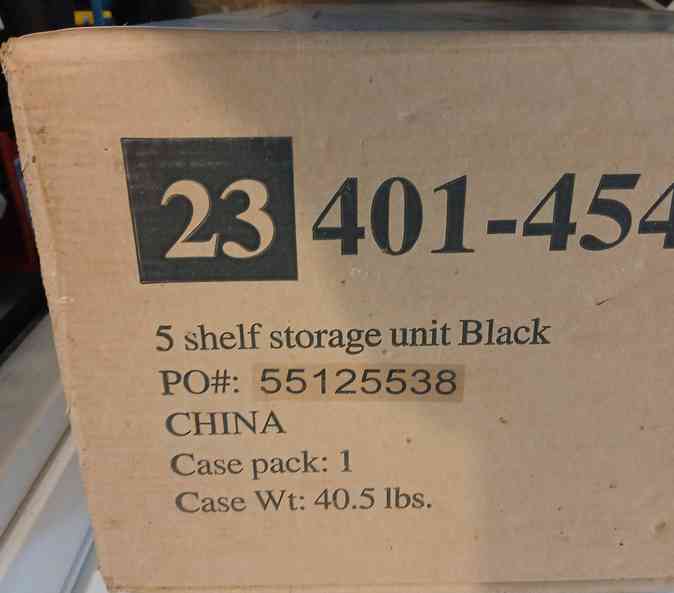 23 401-454
5 shelf storage unit Black
PO#: 55125538
CHINA
Case pack: 1
Case Wt: 40.5 lbs.